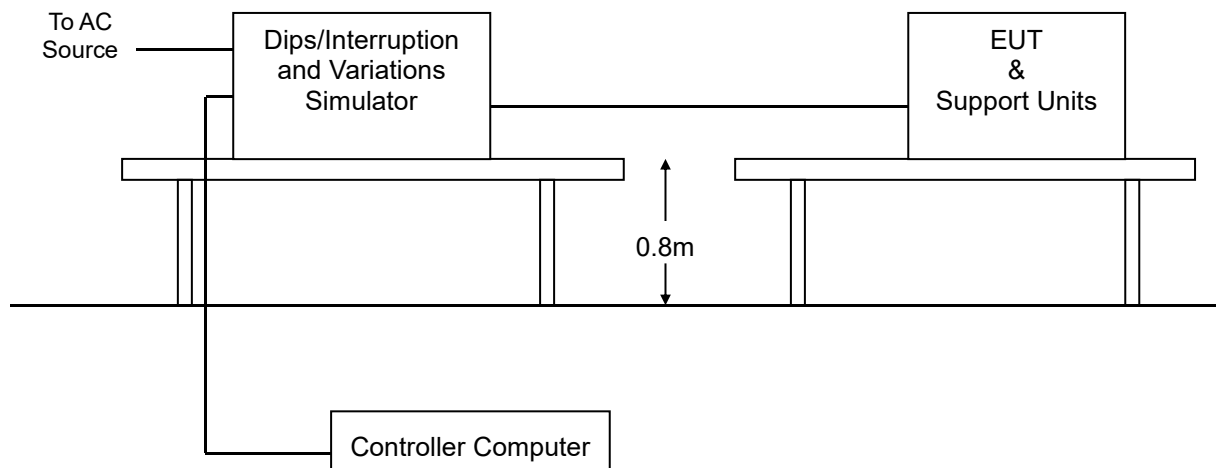 To AC
Source
Dips/Interruption
and Variations
Simulator
EUT
&
Support Units
0.8m
Controller Computer